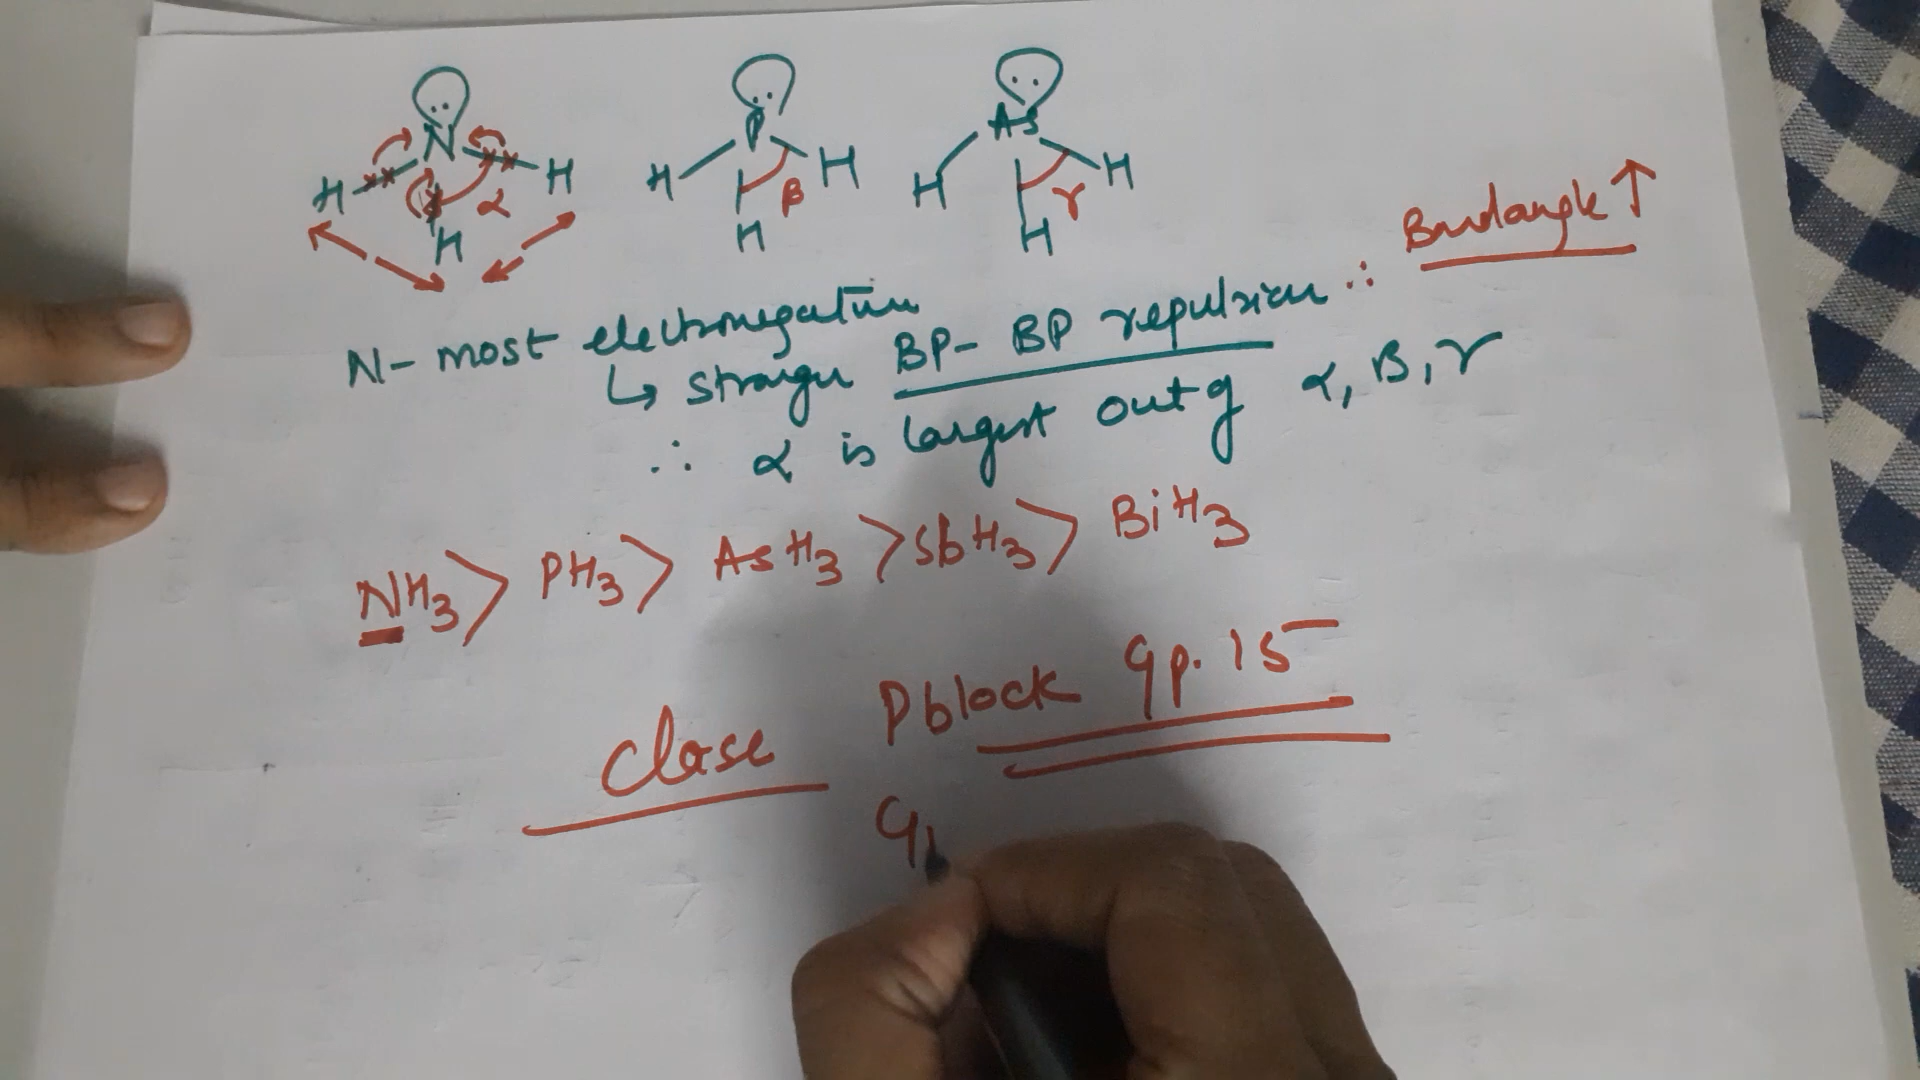 N P As
H H α H β H H γ H
H H H
Bondangle ↑
N - most electronegative
↳ stronger BP - BP repulsion ∴
∴ α is largest out of α, β, γ
NH3 > PH3 > AsH3 > SbH3 > BiH3
Close P block Gp. 15